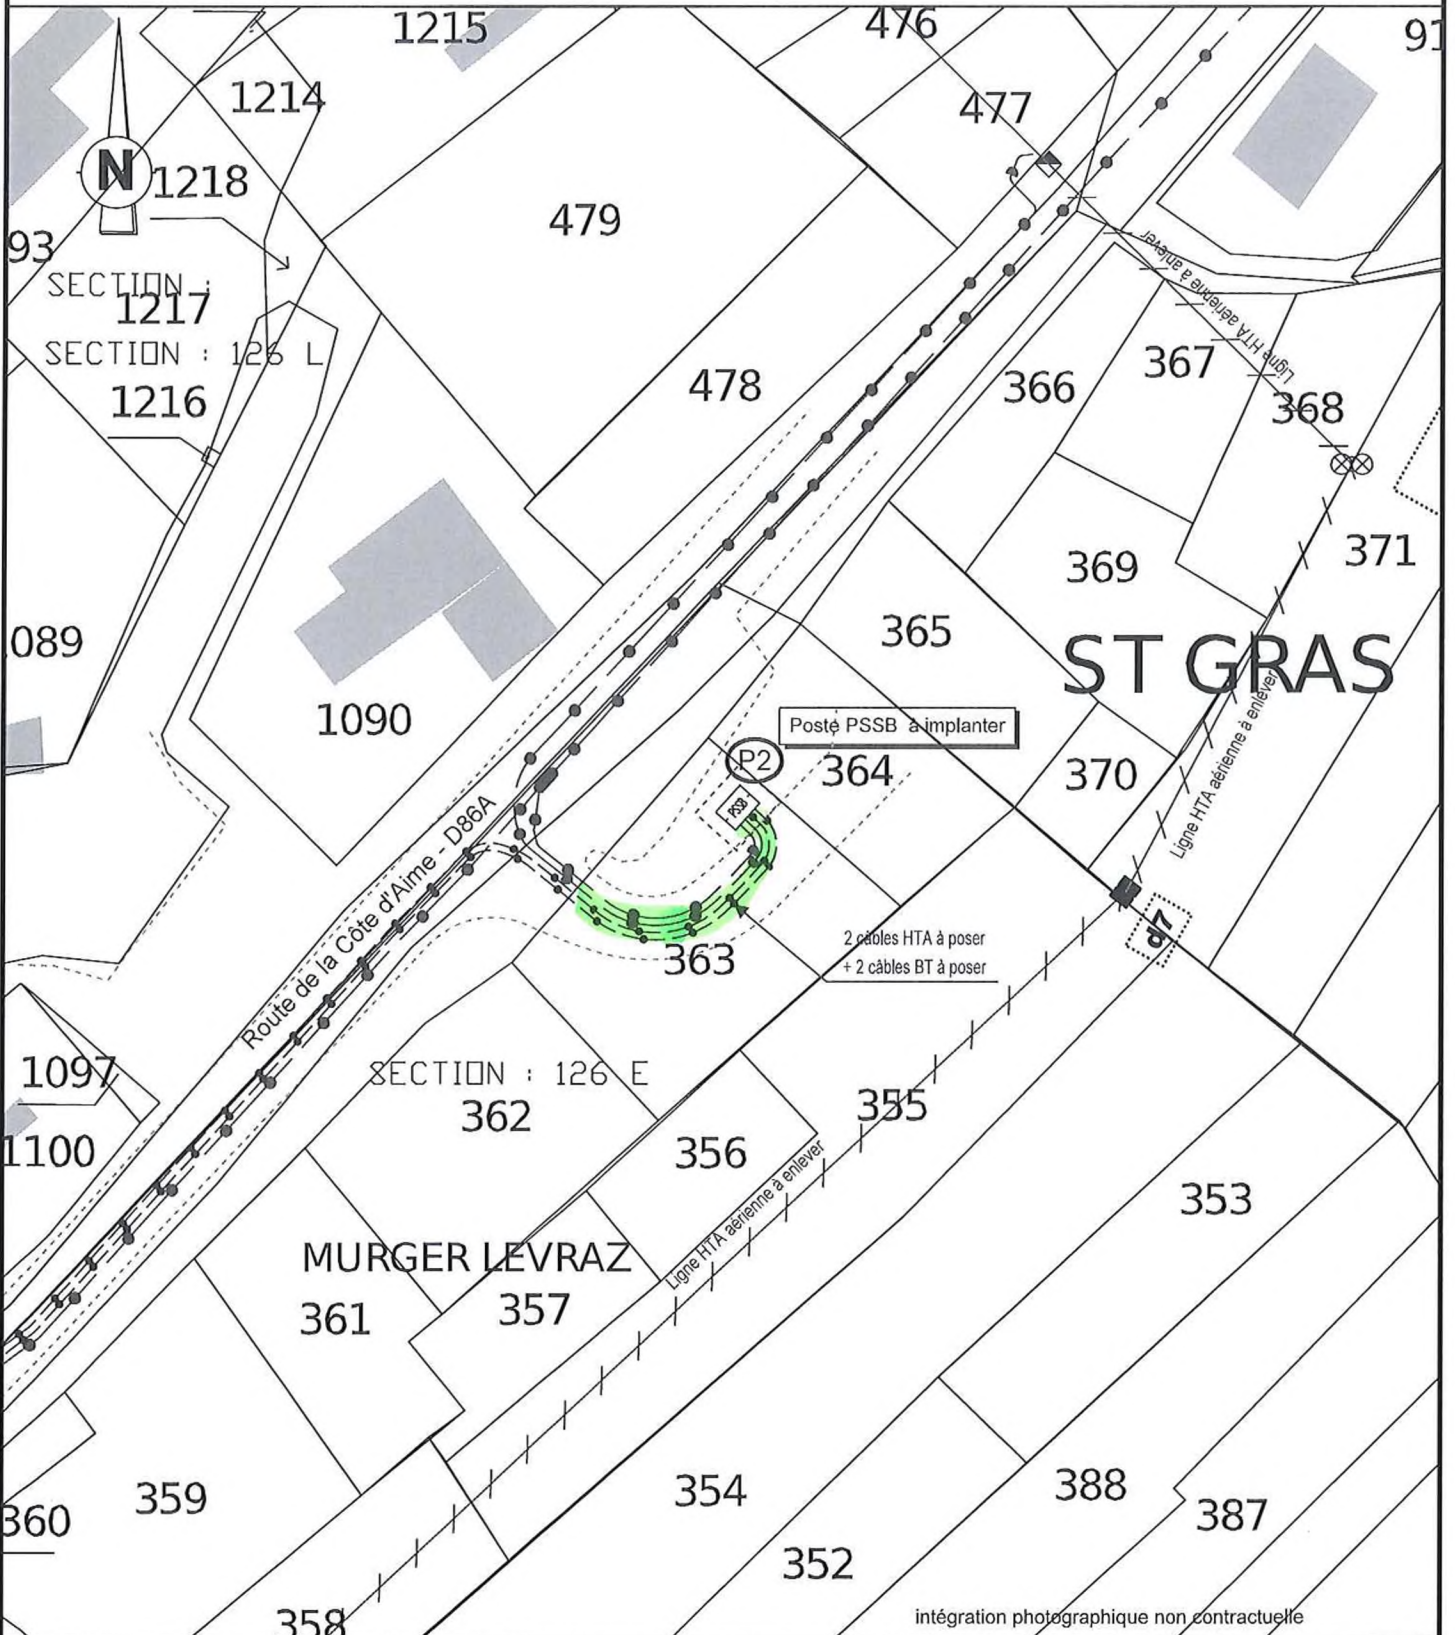 1215
476
91
1214
477
N
1218
479
93
SECTION :
1217
SECTION : 126 L
1216
Ligne HTA aérienne à enlever
367
366
478
368
371
369
089
365
ST GRAS
1090
Poste PSSB à implanter
P2
364
370
PSSB
Ligne HTA aérienne à enlever
Route de la Côte d'Aime - D86A
d7
2 câbles HTA à poser
+ 2 câbles BT à poser
363
1097
SECTION : 126 E
362
355
1100
356
353
Ligne HTA aérienne à enlever
MURGER LEVRAZ
361
357
359
354
388
387
360
352
358
intégration photographique non contractuelle